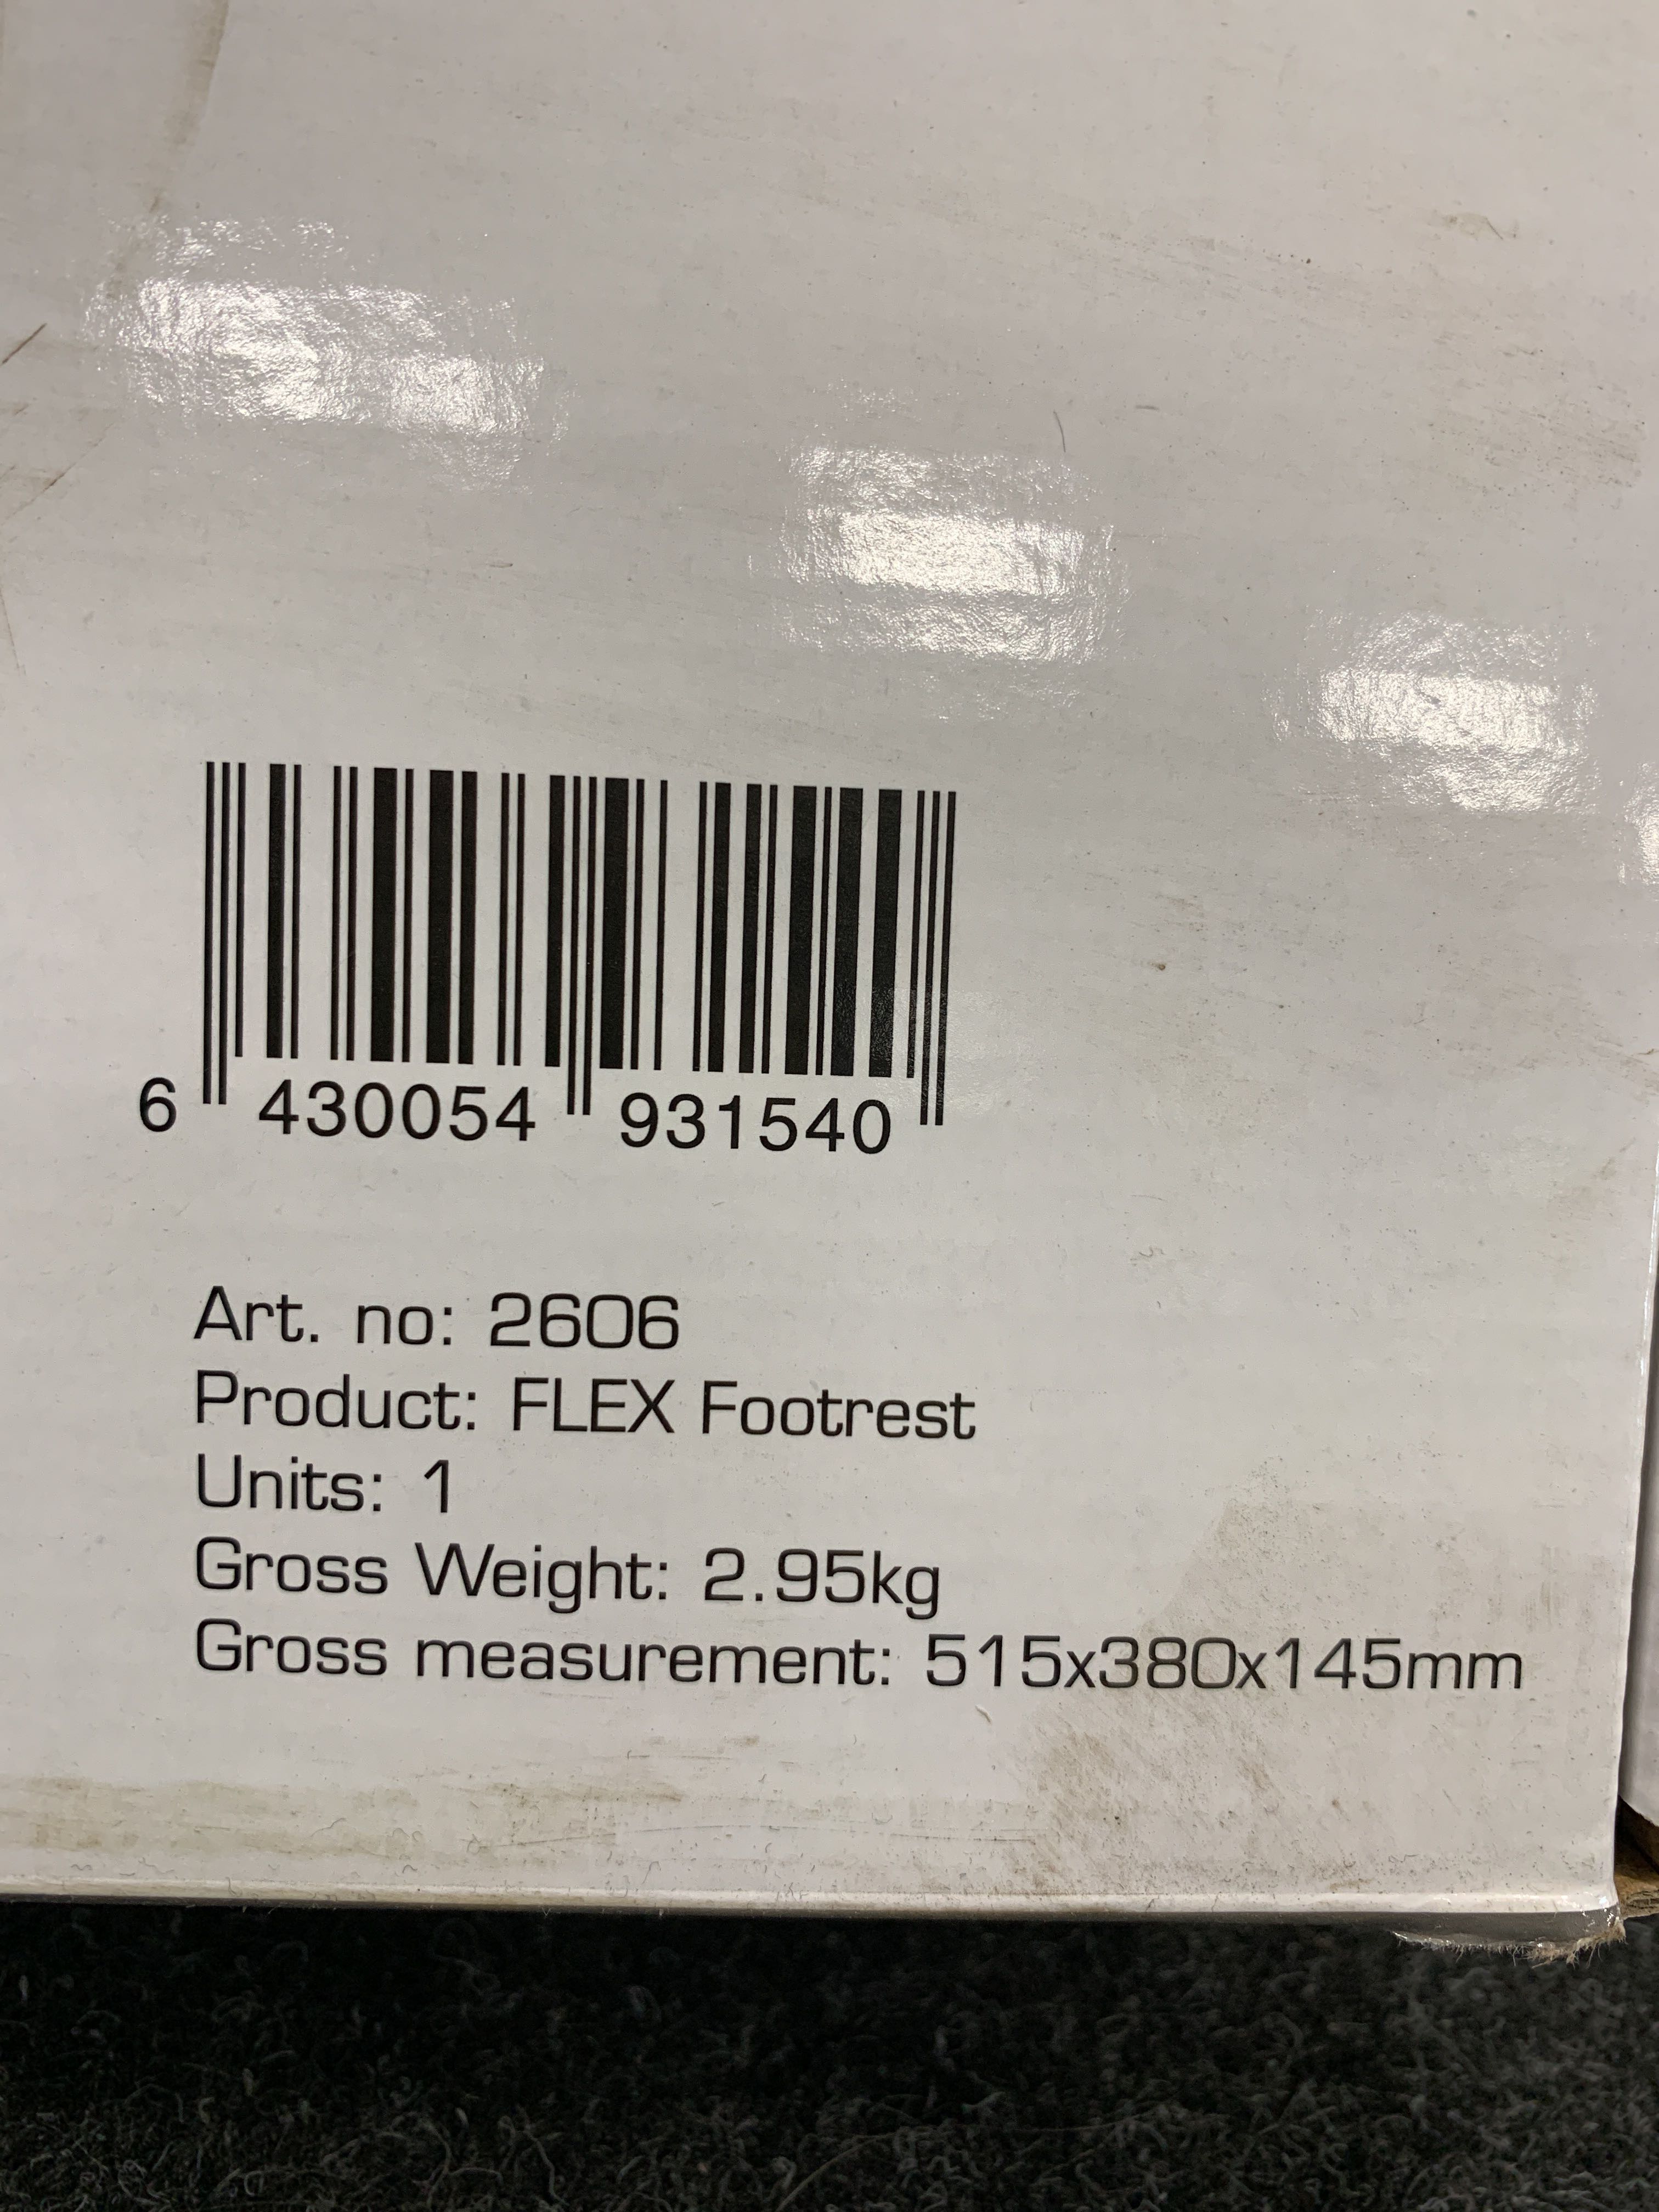 6 430054 931540
Art. no: 2606
Product: FLEX Footrest
Units: 1
Gross Weight: 2.95kg
Gross measurement: 515x380x145mm